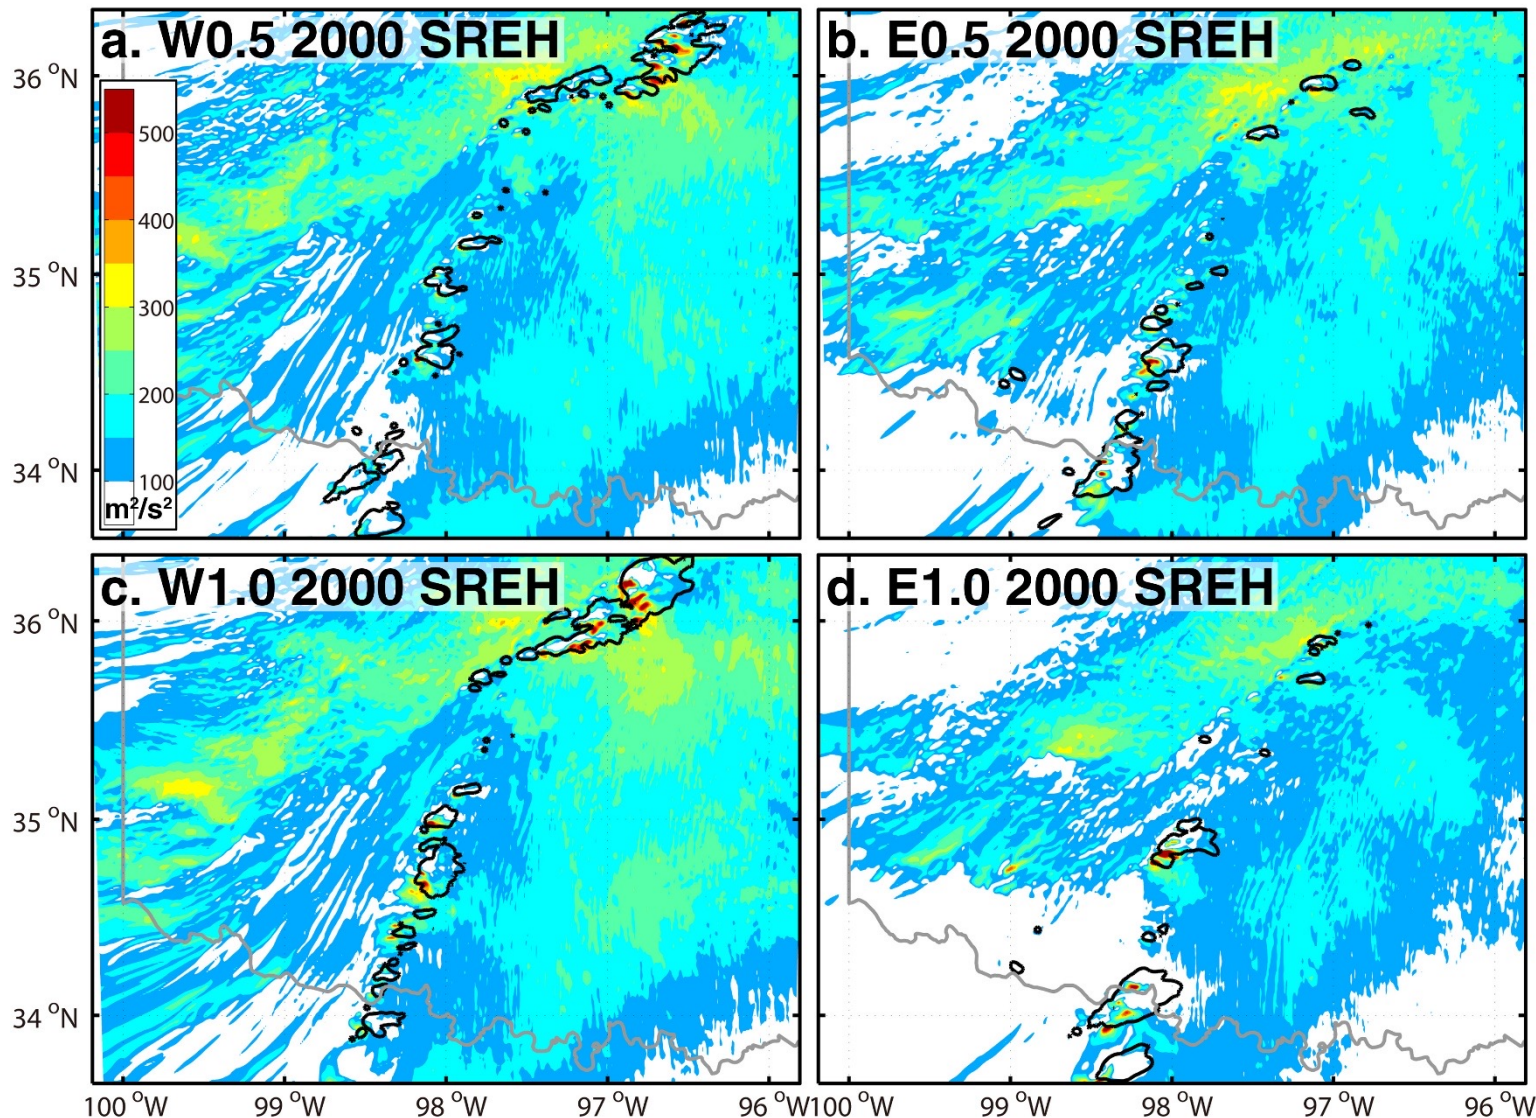 a. W0.5 2000 SREH
b. E0.5 2000 SREH
36 °N
500
400
300
200
100
m²/s²
35 °N
34 °N
c. W1.0 2000 SREH
d. E1.0 2000 SREH
36 °N
35 °N
34 °N
100 °W
99 °W
98 °W
97 °W
96 °W
100 °W
99 °W
98 °W
97 °W
96 °W